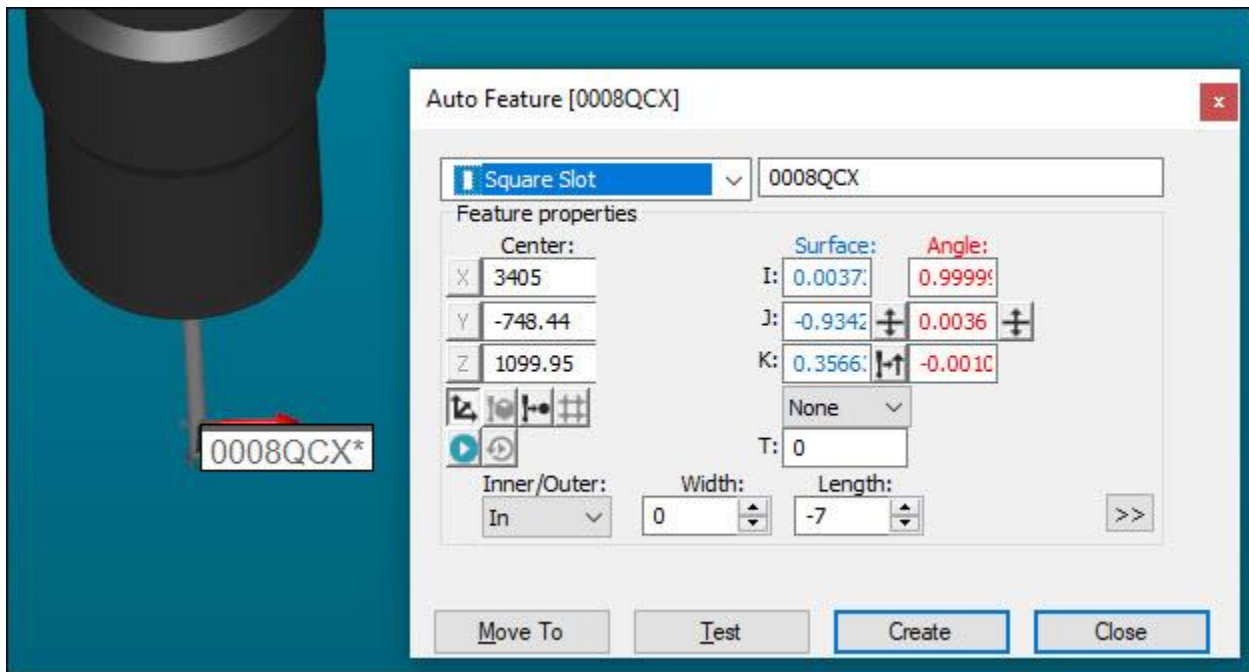 Auto Feature [0008QCX]
x
Square Slot
0008QCX
Feature properties
Center:
Surface: Angle:
X 3405
I: 0.0037 0.9999
Y -748.44
J: -0.9342 0.0036
Z 1099.95
K: 0.3566 -0.0010
None
T: 0
0008QCX*
Inner/Outer: Width: Length:
In 0 -7 >>
Move To Test Create Close